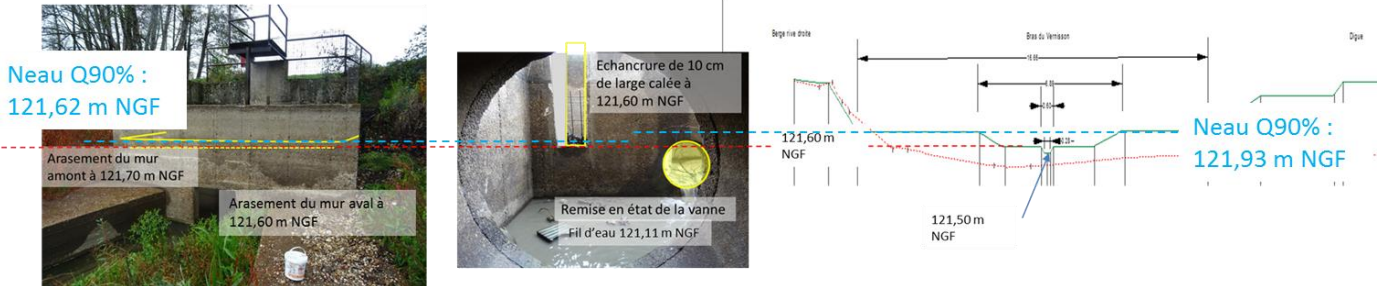 Neau Q90% :
121,62 m NGF
Arasement du mur
amont à 121,70 m NGF
Arasement du mur aval à
121,60 m NGF
Echancrure de 10 cm
de large calée à
121,60 m NGF
Remise en état de la vanne
Fil d'eau 121,11 m NGF
Berge rive droite
Bras du Vernisson
Digue
121,60 m
NGF
121,50 m
NGF
Neau Q90% :
121,93 m NGF